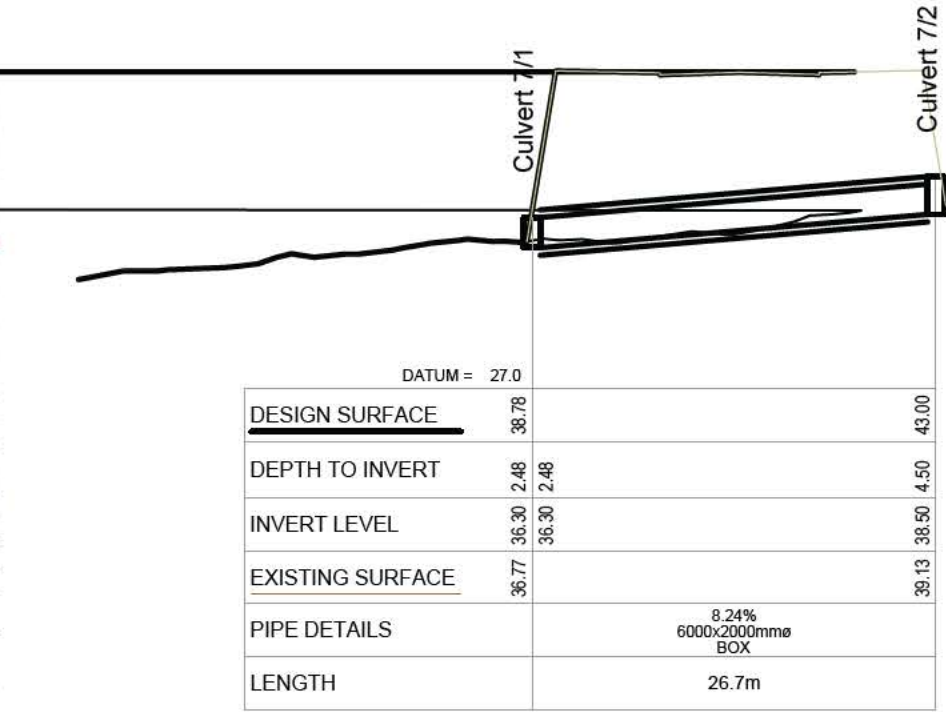 Culvert 7/1
Culvert 7/2
DATUM = 27.0
DESIGN SURFACE 38.78 43.00
DEPTH TO INVERT 2.48 2.48 4.50
INVERT LEVEL 36.30 36.30 38.50
EXISTING SURFACE 36.77 39.13
PIPE DETAILS
8.24%
6000x2000mmø
BOX
LENGTH 26.7m